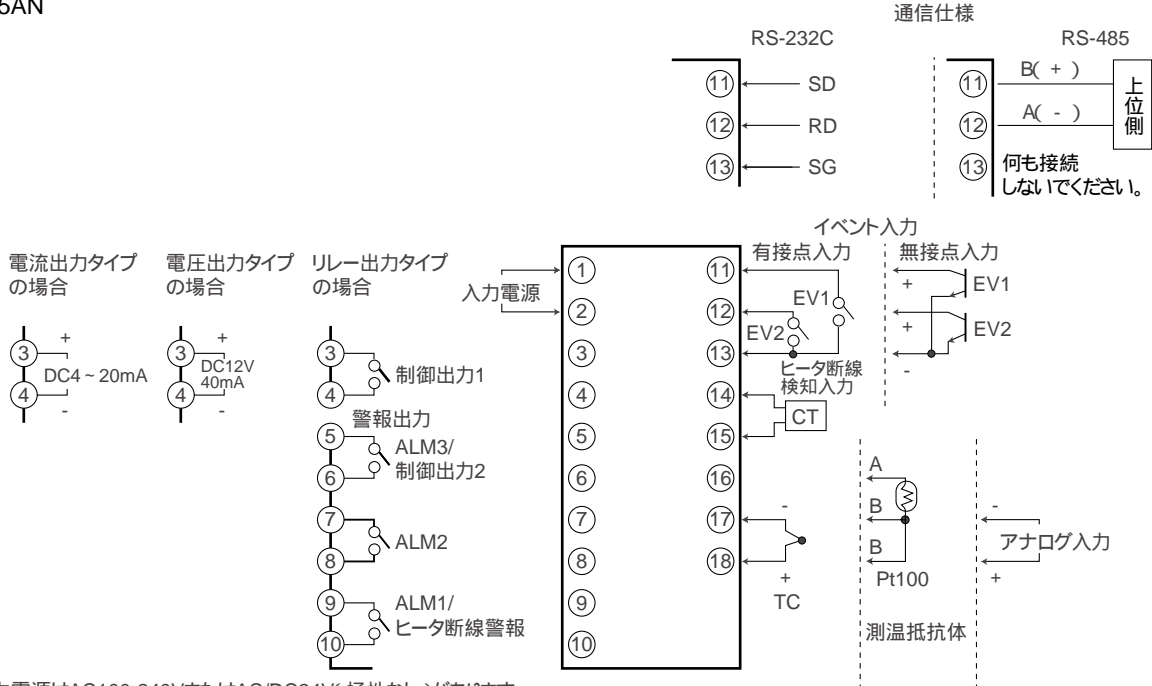 5AN
通信仕様
RS-232C
RS-485
⑪ SD
⑫ RD
⑬ SG
⑪ B( + )
⑫ A( - )
上位側
⑬ 何も接続
しないでください。
イベント入力
有接点入力
無接点入力
電流出力タイプ
の場合
③ +
DC4~20mA
④ -
電圧出力タイプ
の場合
③ +
DC12V
40mA
④ -
リレー出力タイプ
の場合
③
④
制御出力1
警報出力
⑤
⑥
ALM3/
制御出力2
⑦
⑧
ALM2
⑨
⑩
ALM1/
ヒータ断線警報
入力電源
①
②
③
④
⑤
⑥
⑦
⑧
⑨
⑩
⑪
⑫
⑬
⑭
⑮
⑯
⑰
⑱
EV1
EV2
ヒータ断線
検知入力
CT
+ EV1
+ EV2
-
-
+
TC
A
B
B
Pt100
測温抵抗体
-
アナログ入力
+